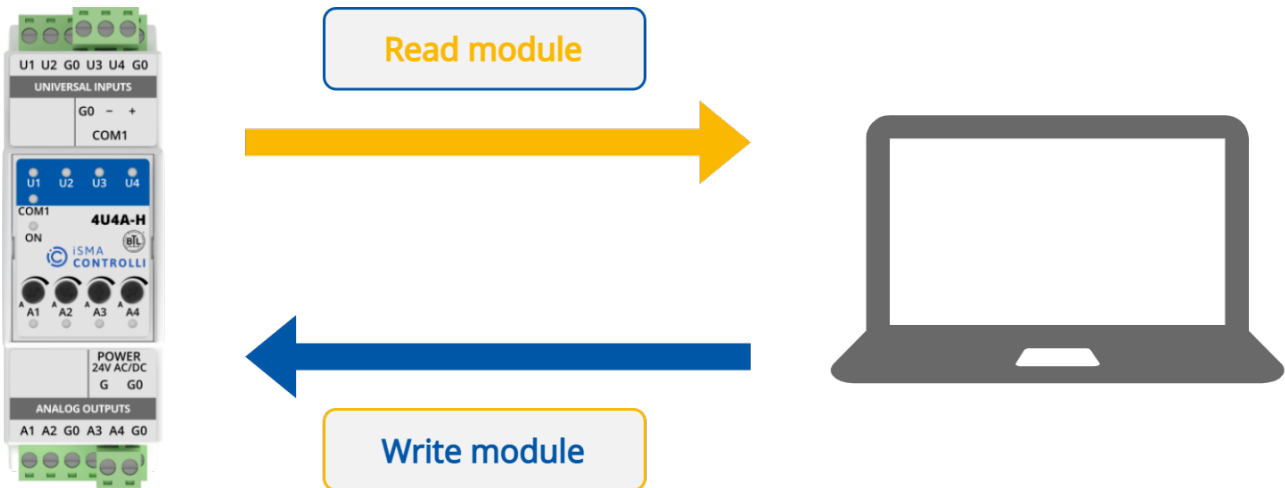 U1 U2 G0 U3 U4 G0
UNIVERSAL INPUTS
G0 - +
COM1
U1 U2 U3 U4
COM1
4U4A-H
ON
BTL
iSMA
CONTROLLI
A A A A
A1 A2 A3 A4
POWER
24V AC/DC
G G0
ANALOG OUTPUTS
A1 A2 G0 A3 A4 G0
Read module
Write module